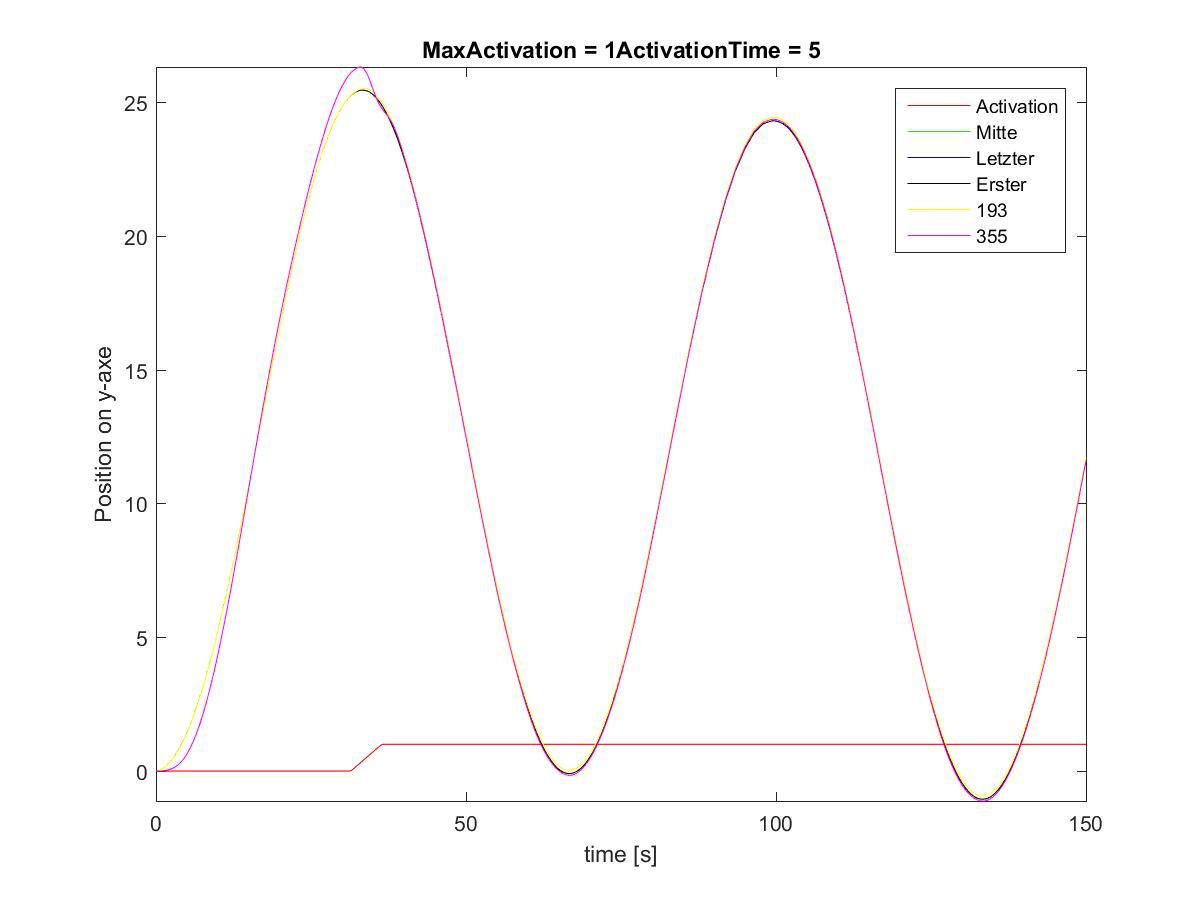 MaxActivation = 1ActivationTime = 5
25
20
15
10
5
0
Position on y-axe
Activation
Mitte
Letzter
Erster
193
355
0
50
100
150
time [s]